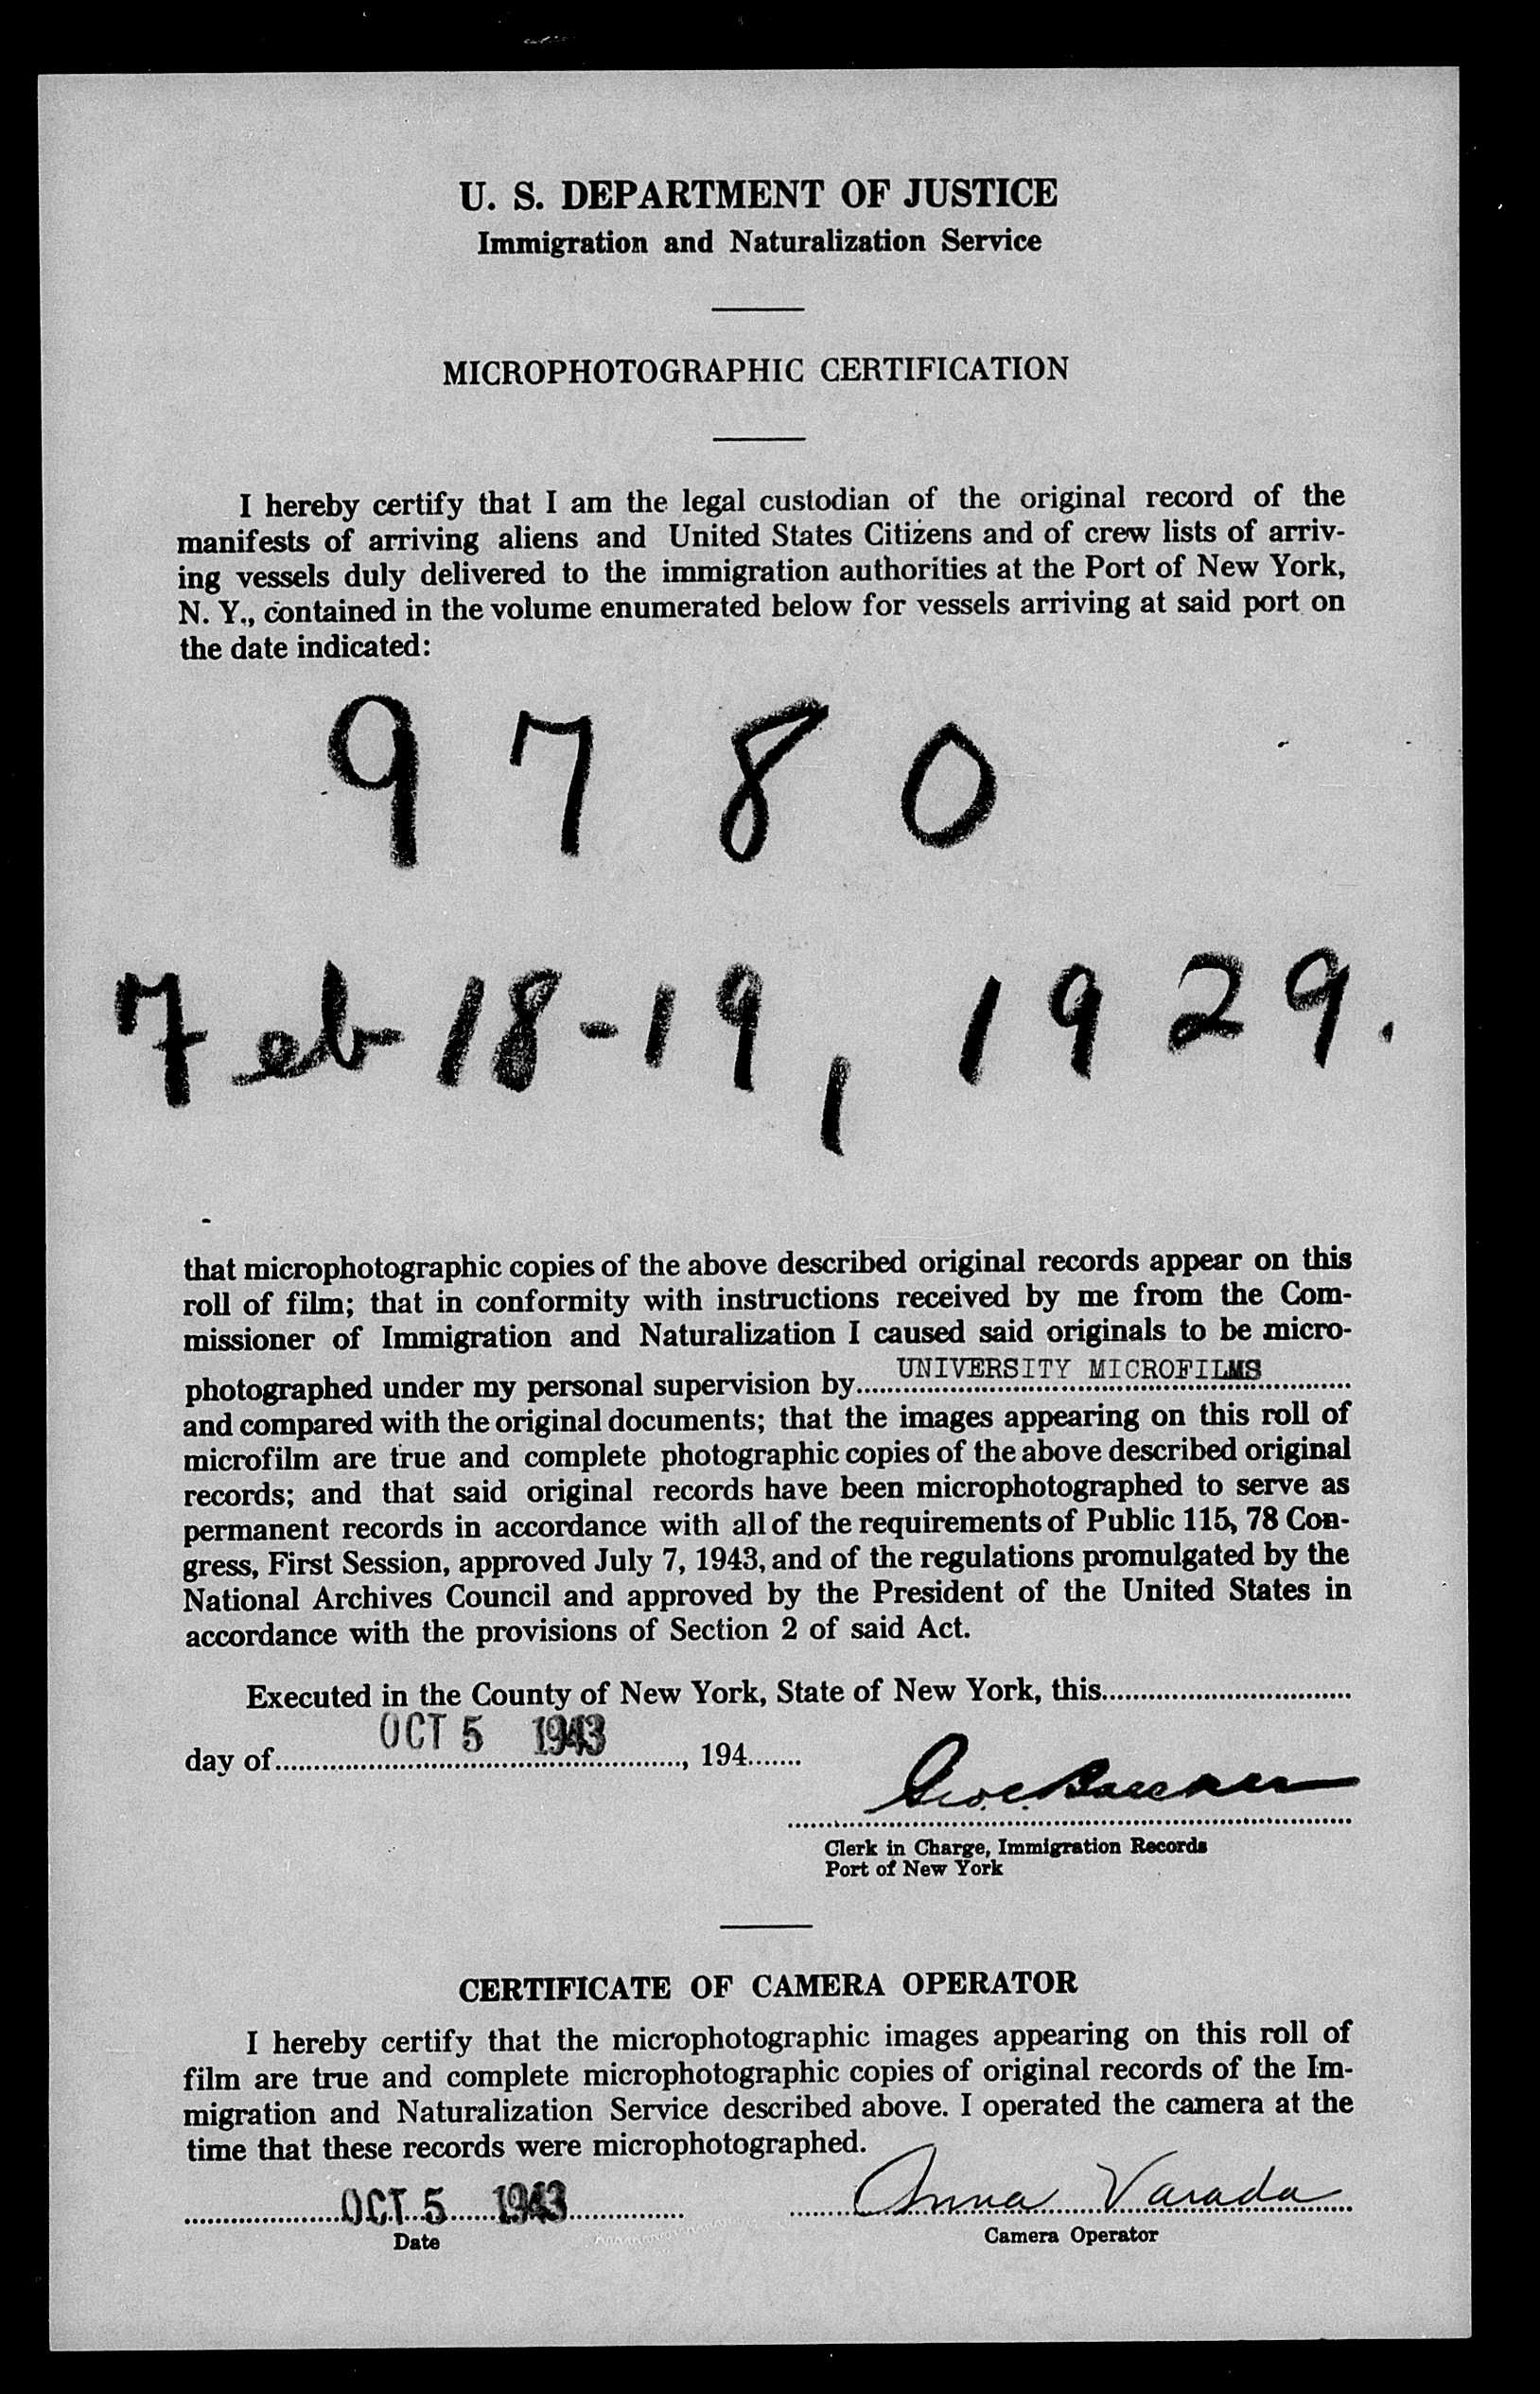 U. S. DEPARTMENT OF JUSTICE
Immigration and Naturalization Service
MICROPHOTOGRAPHIC CERTIFICATION
I hereby certify that I am the legal custodian of the original record of the
manifests of arriving aliens and United States Citizens and of crew lists of arriv-
ing vessels duly delivered to the immigration authorities at the Port of New York,
N. Y., contained in the volume enumerated below for vessels arriving at said port on
the date indicated:
9780
Feb 18-19, 1929.
that microphotographic copies of the above described original records appear on this
roll of film; that in conformity with instructions received by me from the Com-
missioner of Immigration and Naturalization I caused said originals to be micro-
photographed under my personal supervision by UNIVERSITY MICROFILMS
and compared with the original documents; that the images appearing on this roll of
microfilm are true and complete photographic copies of the above described original
records; and that said original records have been microphotographed to serve as
permanent records in accordance with all of the requirements of Public 115, 78 Con-
gress, First Session, approved July 7, 1943, and of the regulations promulgated by the
National Archives Council and approved by the President of the United States in
accordance with the provisions of Section 2 of said Act.
Executed in the County of New York, State of New York, this
day of OCT 5 1943, 194
Clerk in Charge, Immigration Records
Port of New York
CERTIFICATE OF CAMERA OPERATOR
I hereby certify that the microphotographic images appearing on this roll of
film are true and complete microphotographic copies of original records of the Im-
migration and Naturalization Service described above. I operated the camera at the
time that these records were microphotographed.
OCT 5 1943 Anna Varada
Date Camera Operator